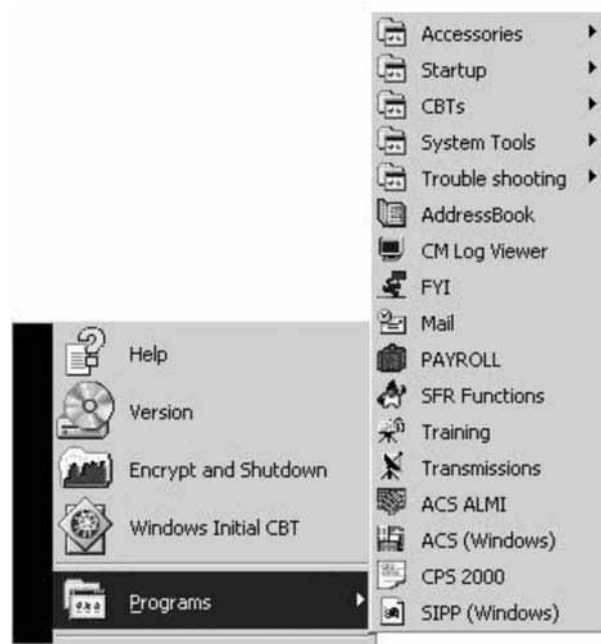 Accessories
Startup
CBTs
System Tools
Trouble shooting
AddressBook
CM Log Viewer
FYI
Mail
PAYROLL
SFR Functions
Training
Transmissions
ACS ALMI
ACS (Windows)
CPS 2000
SIPP (Windows)
Help
Version
Encrypt and Shutdown
Windows Initial CBT
Programs